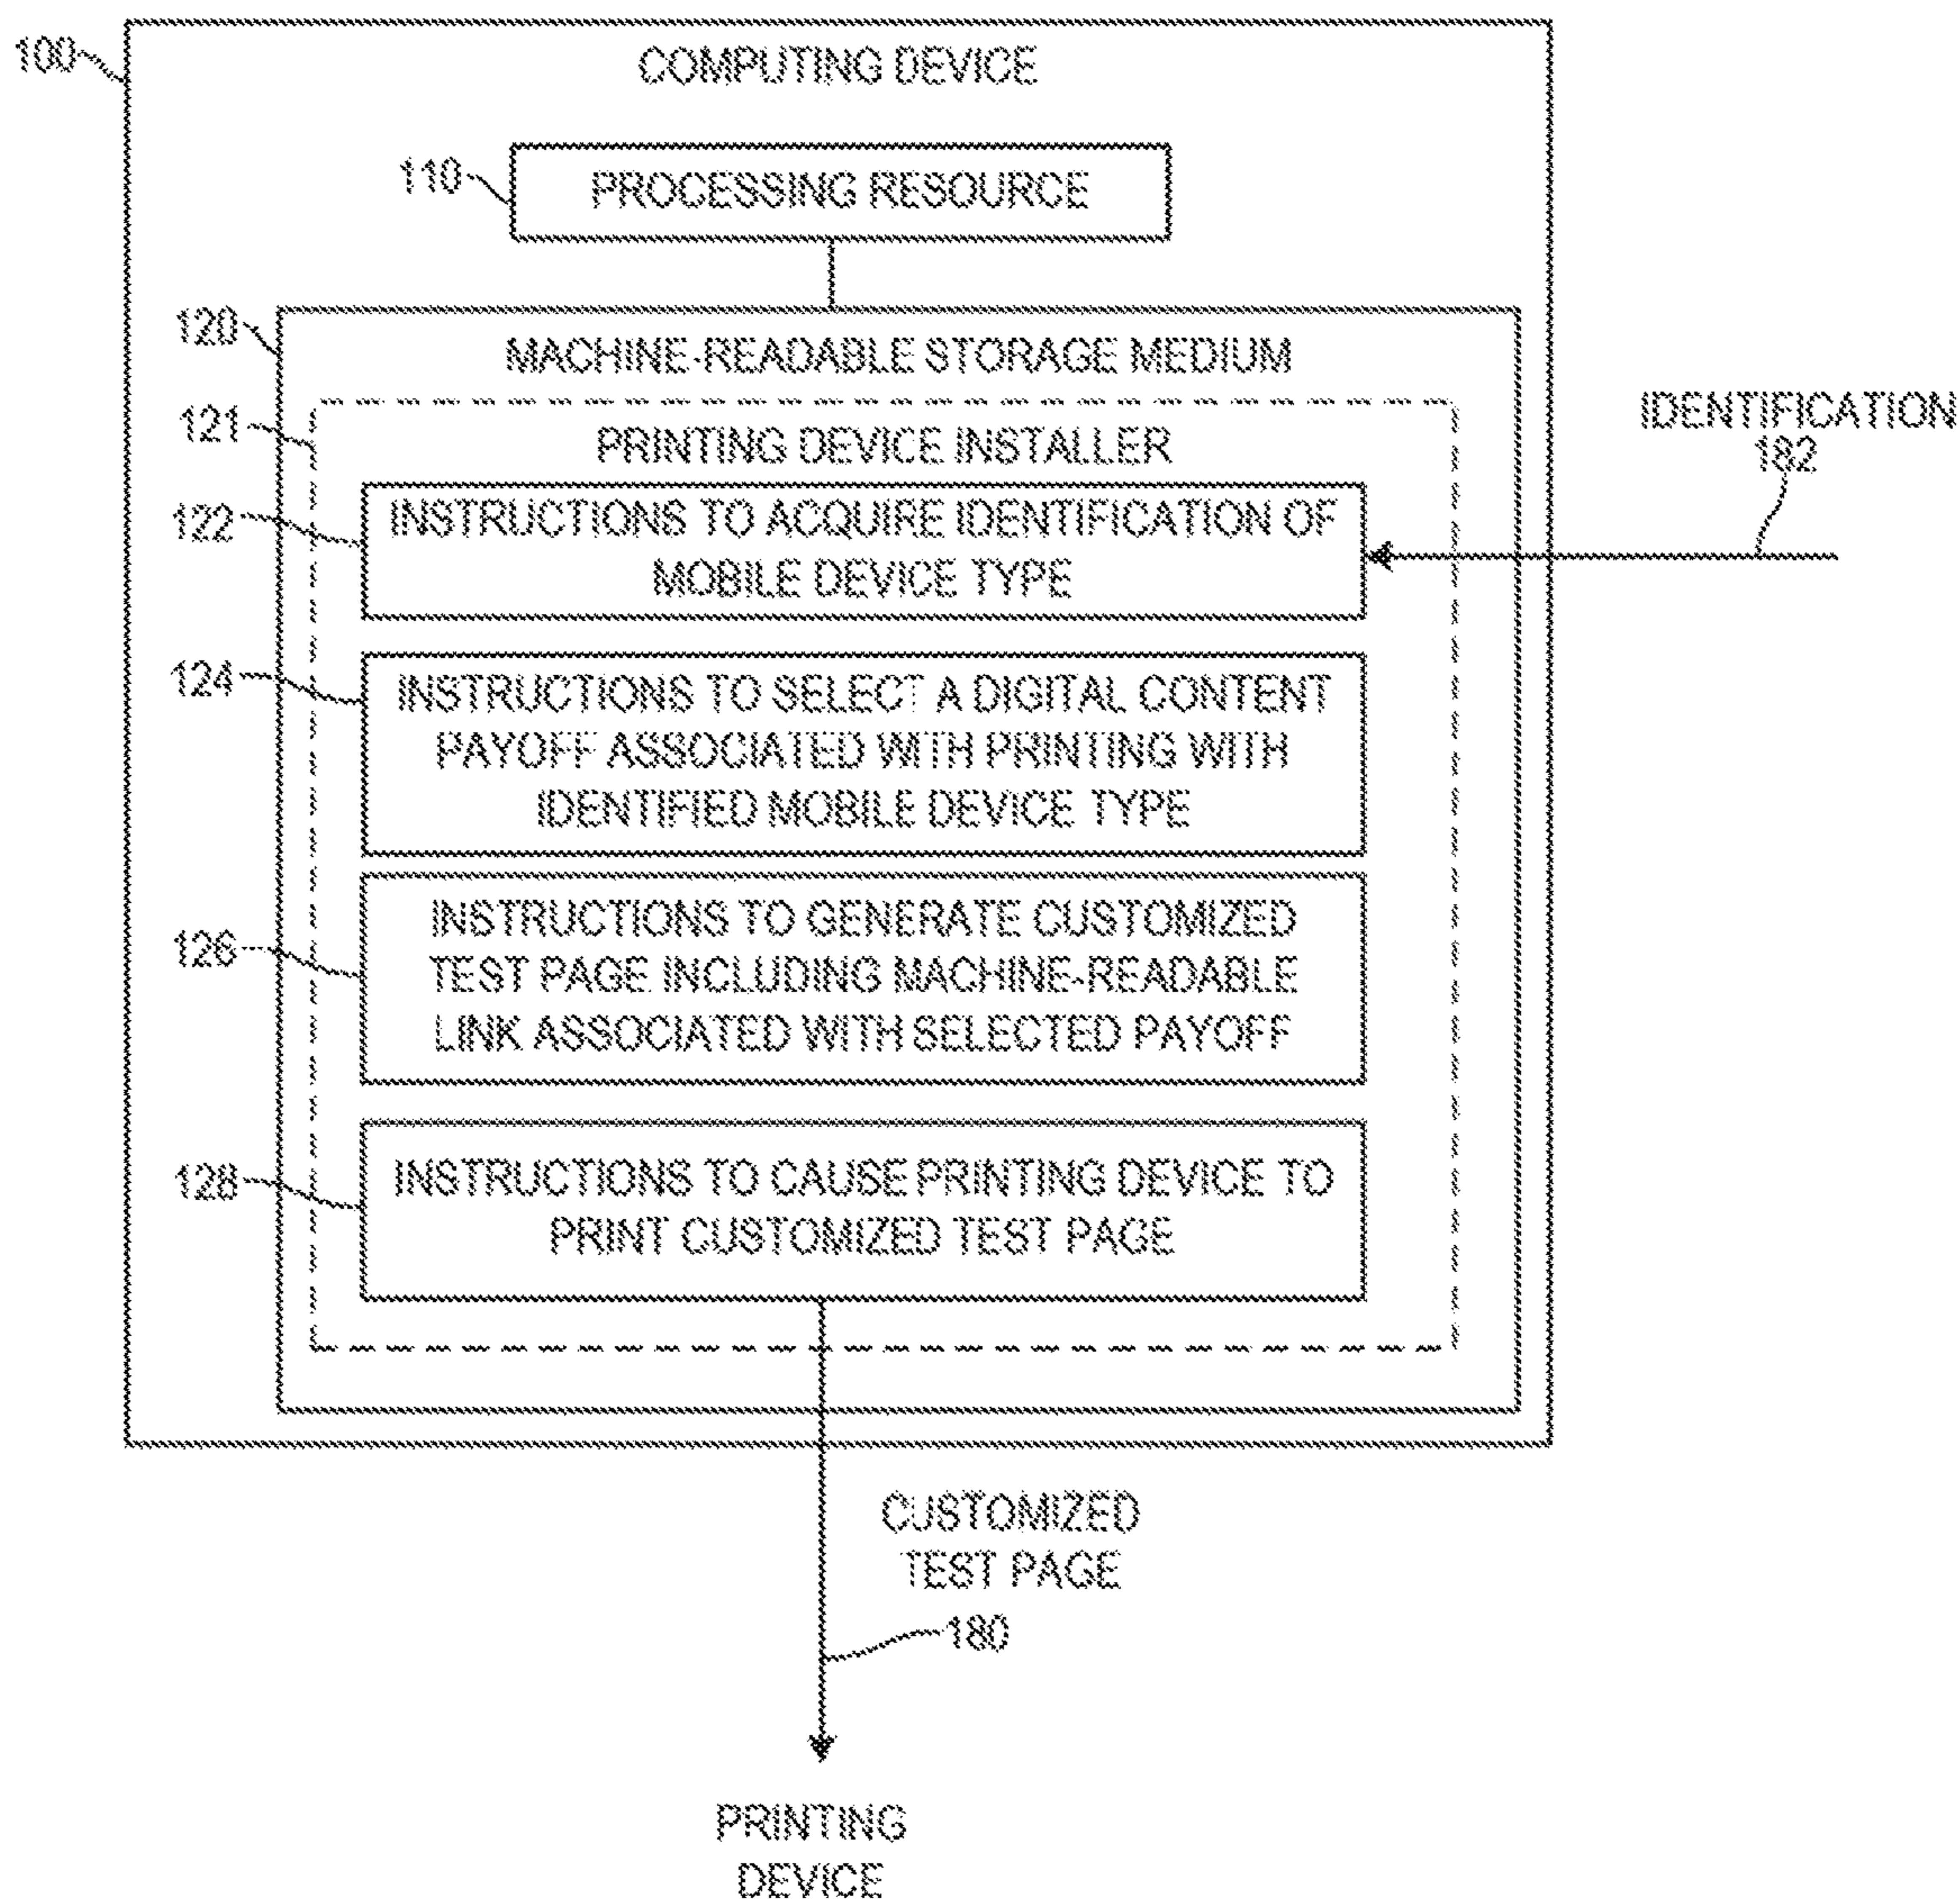 100
COMPUTING DEVICE
110
PROCESSING RESOURCE
120
MACHINE-READABLE STORAGE MEDIUM
121
PRINTING DEVICE INSTALLER
IDENTIFICATION
182
122
INSTRUCTIONS TO ACQUIRE IDENTIFICATION OF
MOBILE DEVICE TYPE
124
INSTRUCTIONS TO SELECT A DIGITAL CONTENT
PAYOFF ASSOCIATED WITH PRINTING WITH
IDENTIFIED MOBILE DEVICE TYPE
126
INSTRUCTIONS TO GENERATE CUSTOMIZED
TEST PAGE INCLUDING MACHINE-READABLE
LINK ASSOCIATED WITH SELECTED PAYOFF
128
INSTRUCTIONS TO CAUSE PRINTING DEVICE TO
PRINT CUSTOMIZED TEST PAGE
CUSTOMIZED
TEST PAGE
180
PRINTING
DEVICE